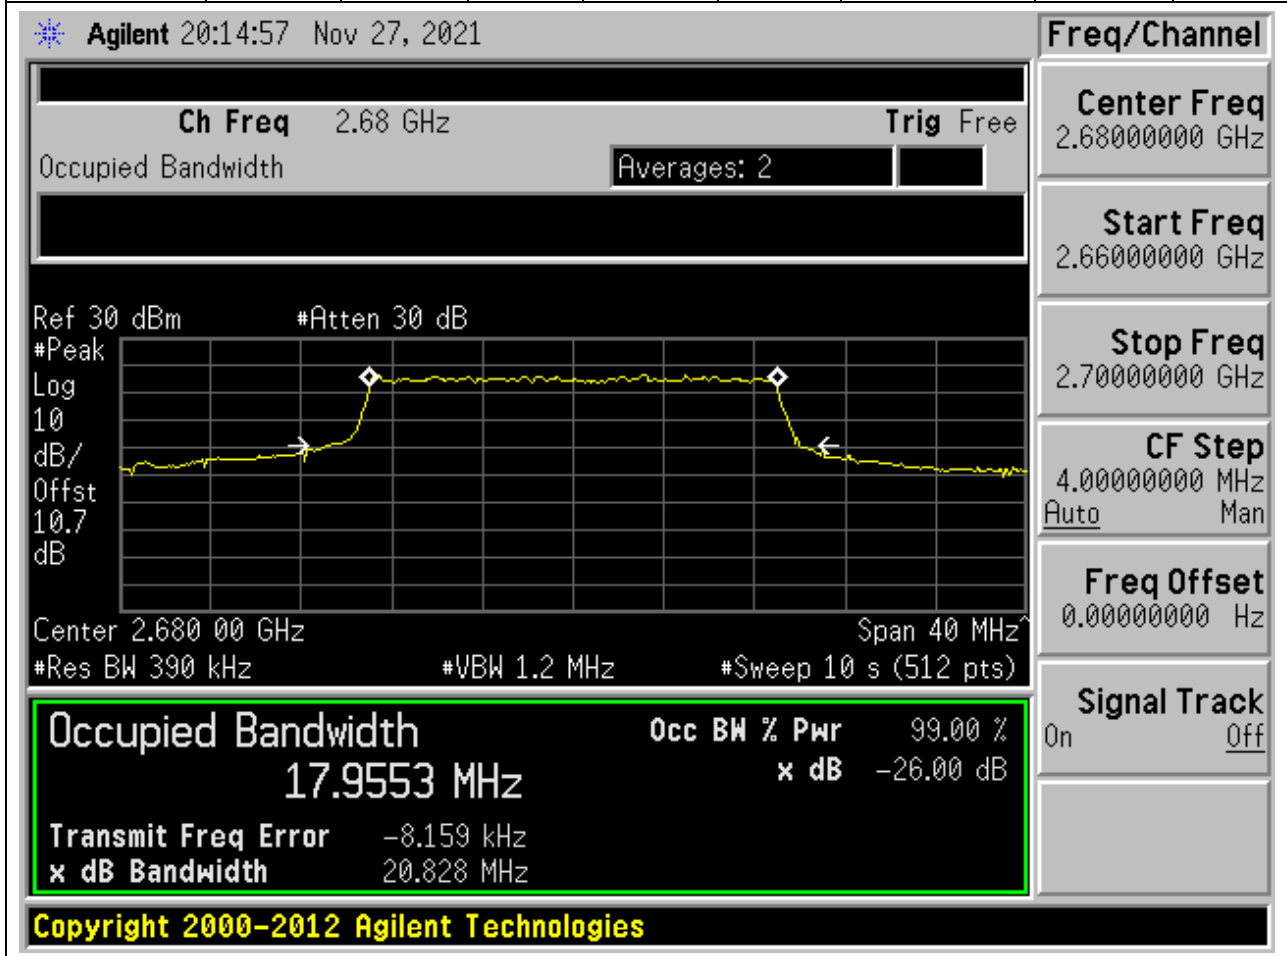 Agilent 20:14:57 Nov 27, 2021
Freq/Channel
Ch Freq 2.68 GHz Trig Free
Occupied Bandwidth Averages: 2
Center Freq
2.68000000 GHz
Start Freq
2.66000000 GHz
Stop Freq
2.70000000 GHz
CF Step
4.00000000 MHz
Auto Man
Freq Offset
0.00000000 Hz
Signal Track
On Off
Ref 30 dBm #Atten 30 dB
#Peak
Log
10
dB/
Offst
10.7
dB
Center 2.680 00 GHz Span 40 MHz^
#Res BW 390 kHz #VBW 1.2 MHz #Sweep 10 s (512 pts)
Occupied Bandwidth Occ BW % Pwr 99.00 %
17.9553 MHz x dB -26.00 dB
Transmit Freq Error -8.159 kHz
x dB Bandwidth 20.828 MHz
Copyright 2000-2012 Agilent Technologies